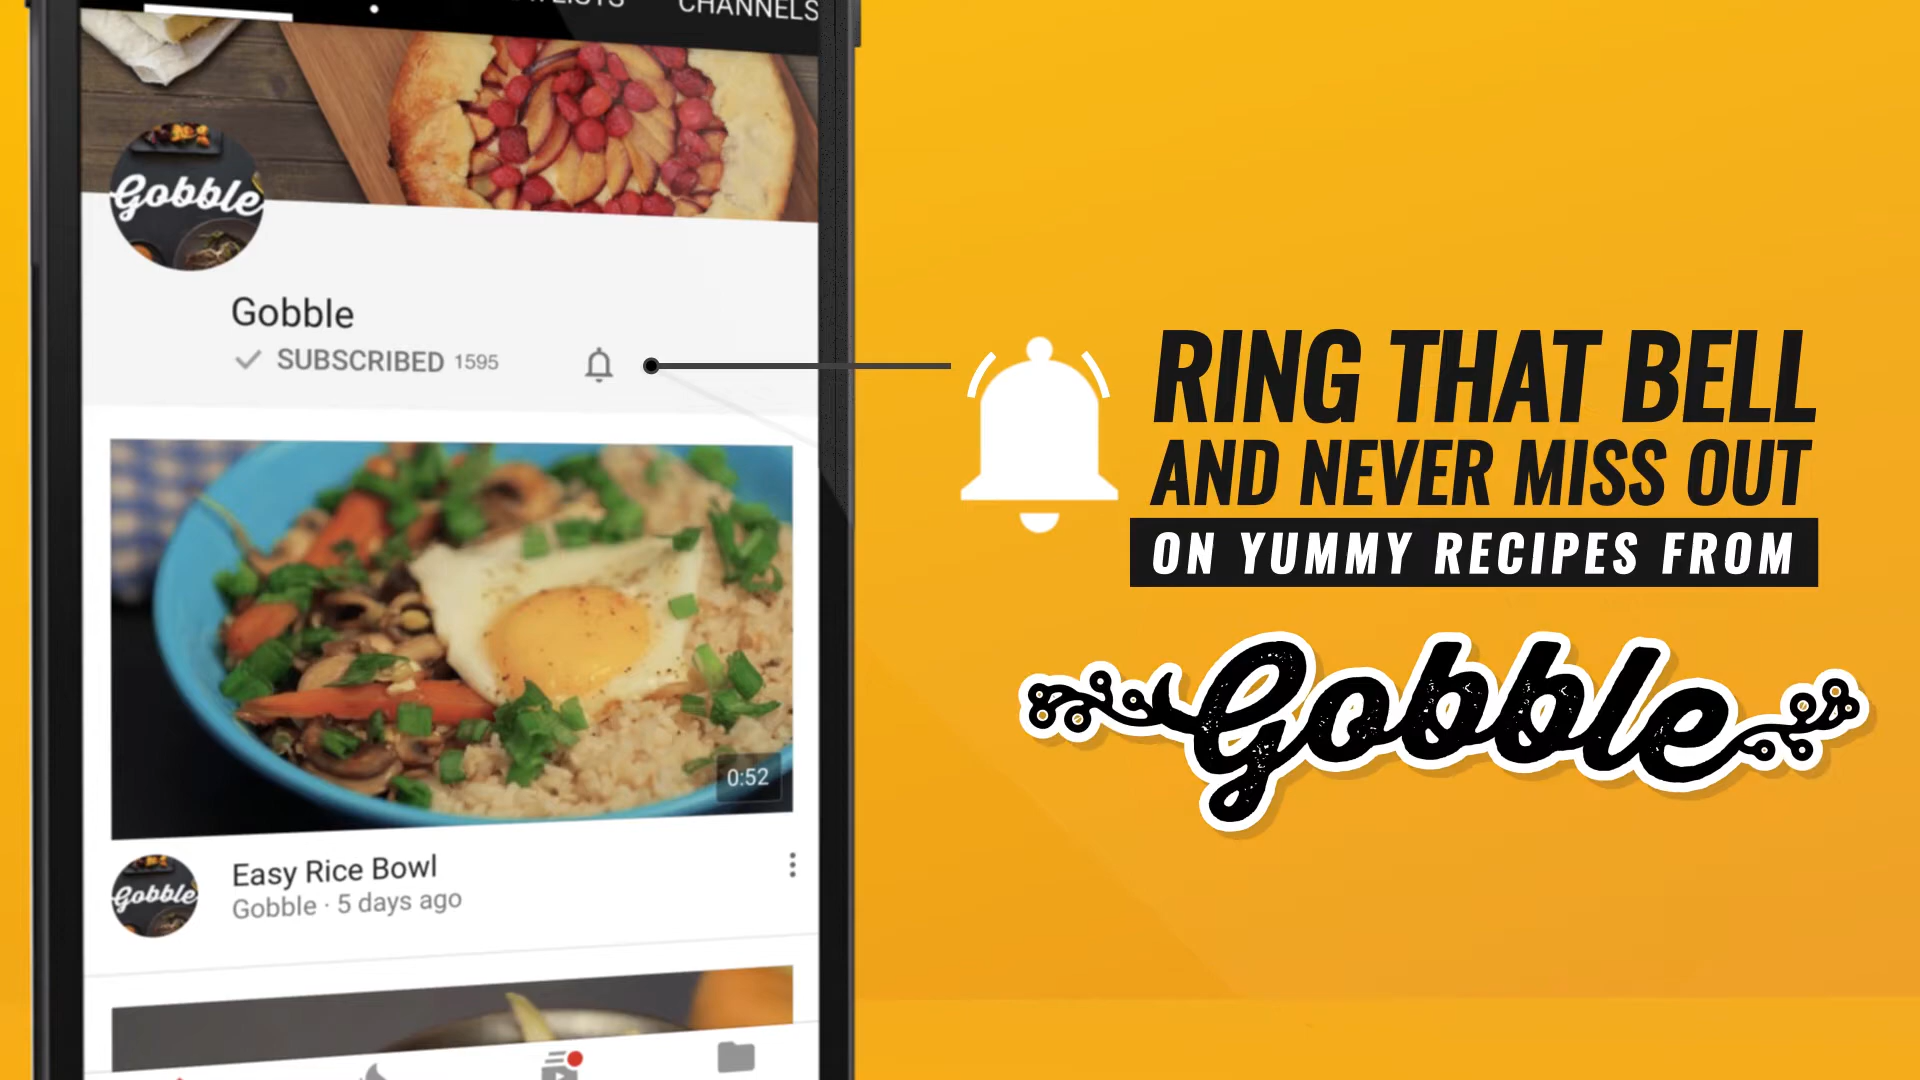 CHANNELS
Gobble
Gobble
SUBSCRIBED 1595
0:52
Gobble
Easy Rice Bowl
Gobble · 5 days ago
RING THAT BELL
AND NEVER MISS OUT
ON YUMMY RECIPES FROM
Gobble